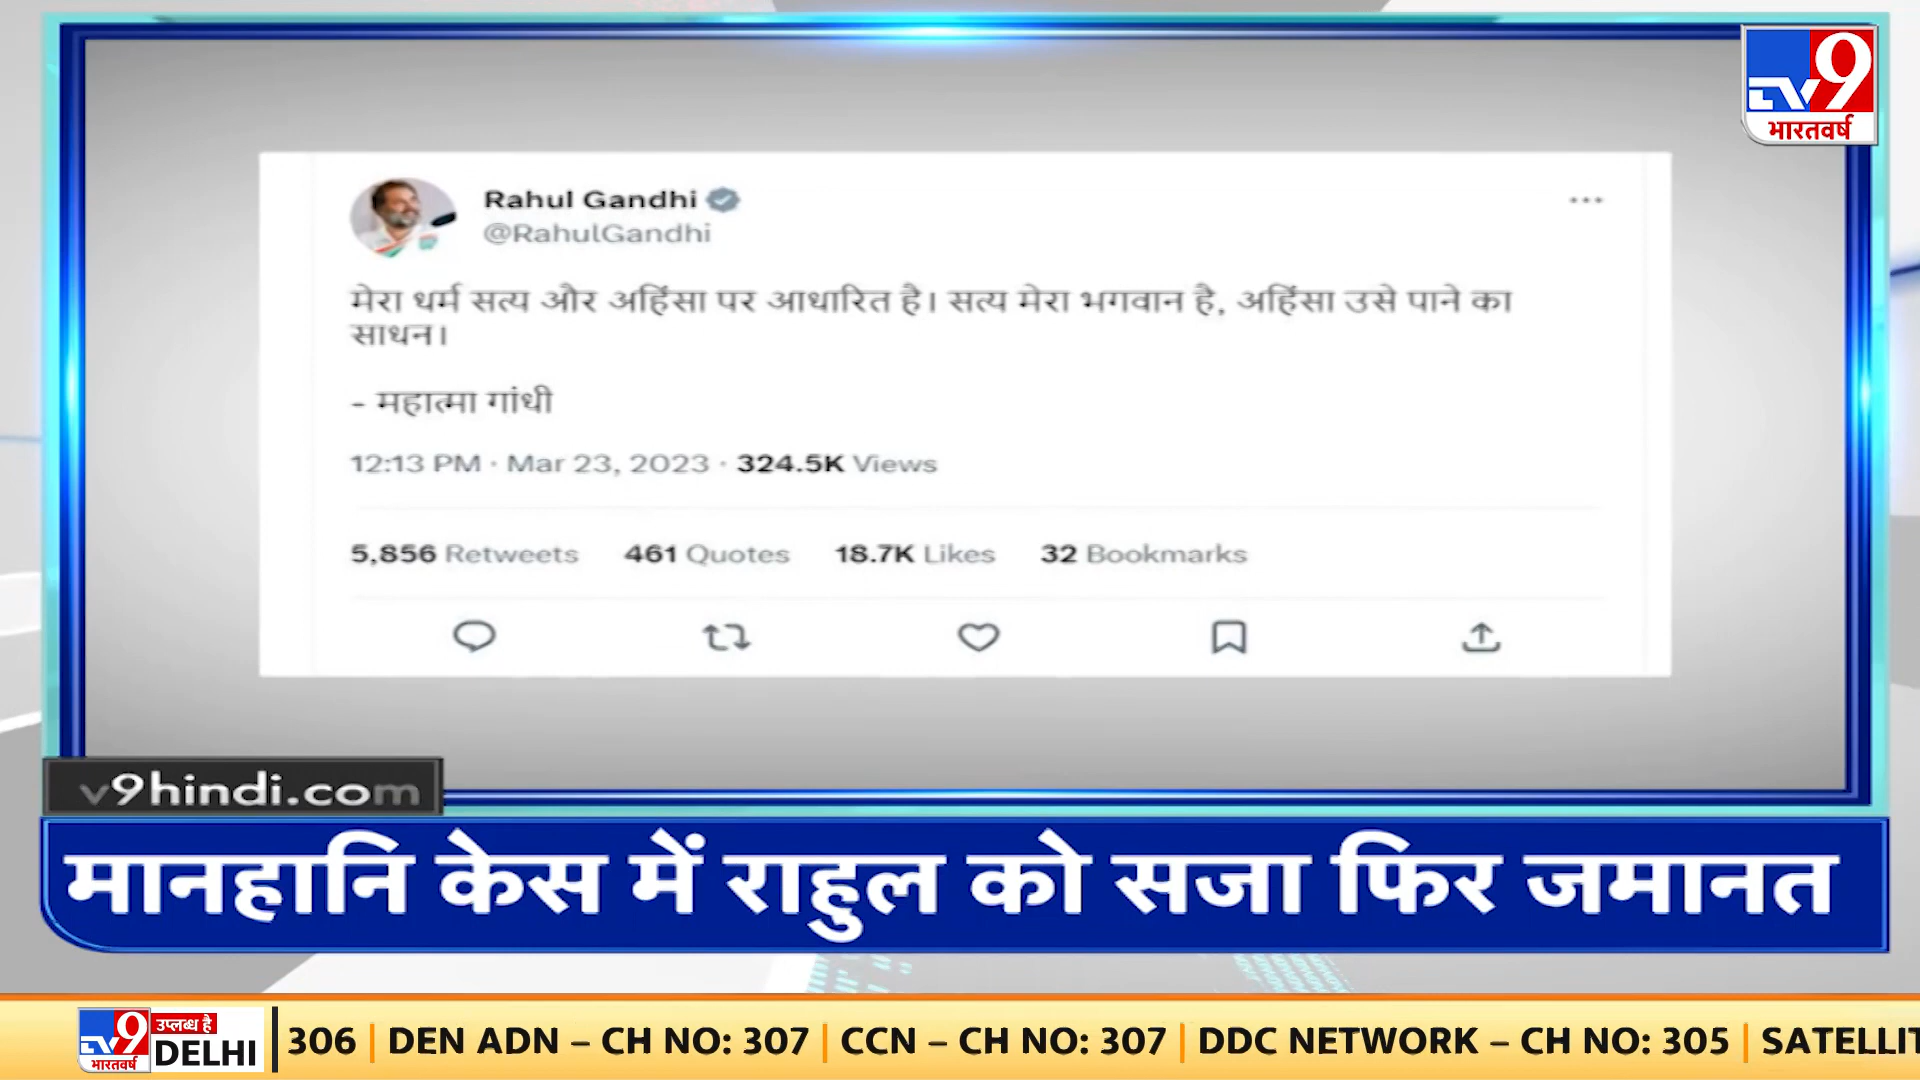 TV9
भारतवर्ष
Rahul Gandhi
@RahulGandhi
मेरा धर्म सत्य और अहिंसा पर आधारित है। सत्य मेरा भगवान है, अहिंसा उसे पाने का
साधन।
- महात्मा गांधी
12:13 PM · Mar 23, 2023 · 324.5K Views
5,856 Retweets 461 Quotes 18.7K Likes 32 Bookmarks
v9hindi.com
मानहानि केस में राहुल को सजा फिर जमानत
TV9 भारतवर्ष उपलब्ध है DELHI 306 | DEN ADN – CH NO: 307 | CCN – CH NO: 307 | DDC NETWORK – CH NO: 305 | SATELLIT